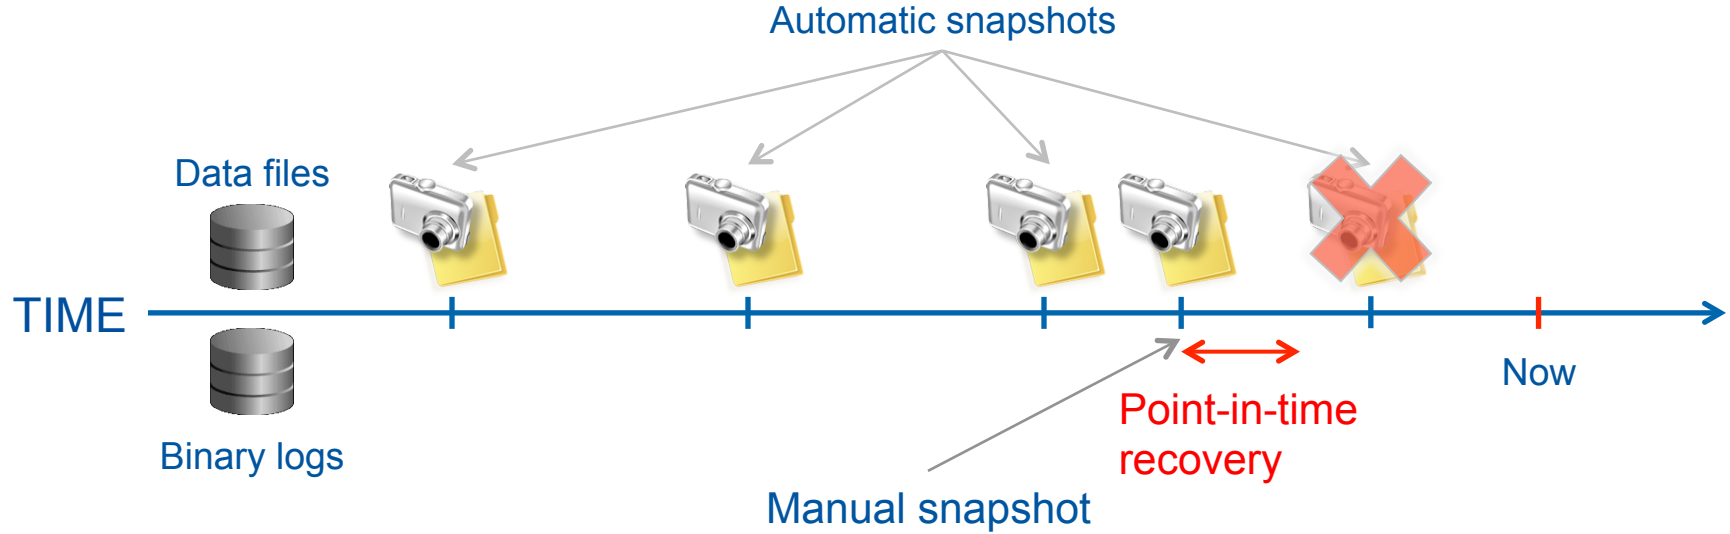 Automatic snapshots
Data files
TIME
Binary logs
Now
Point-in-time
recovery
Manual snapshot